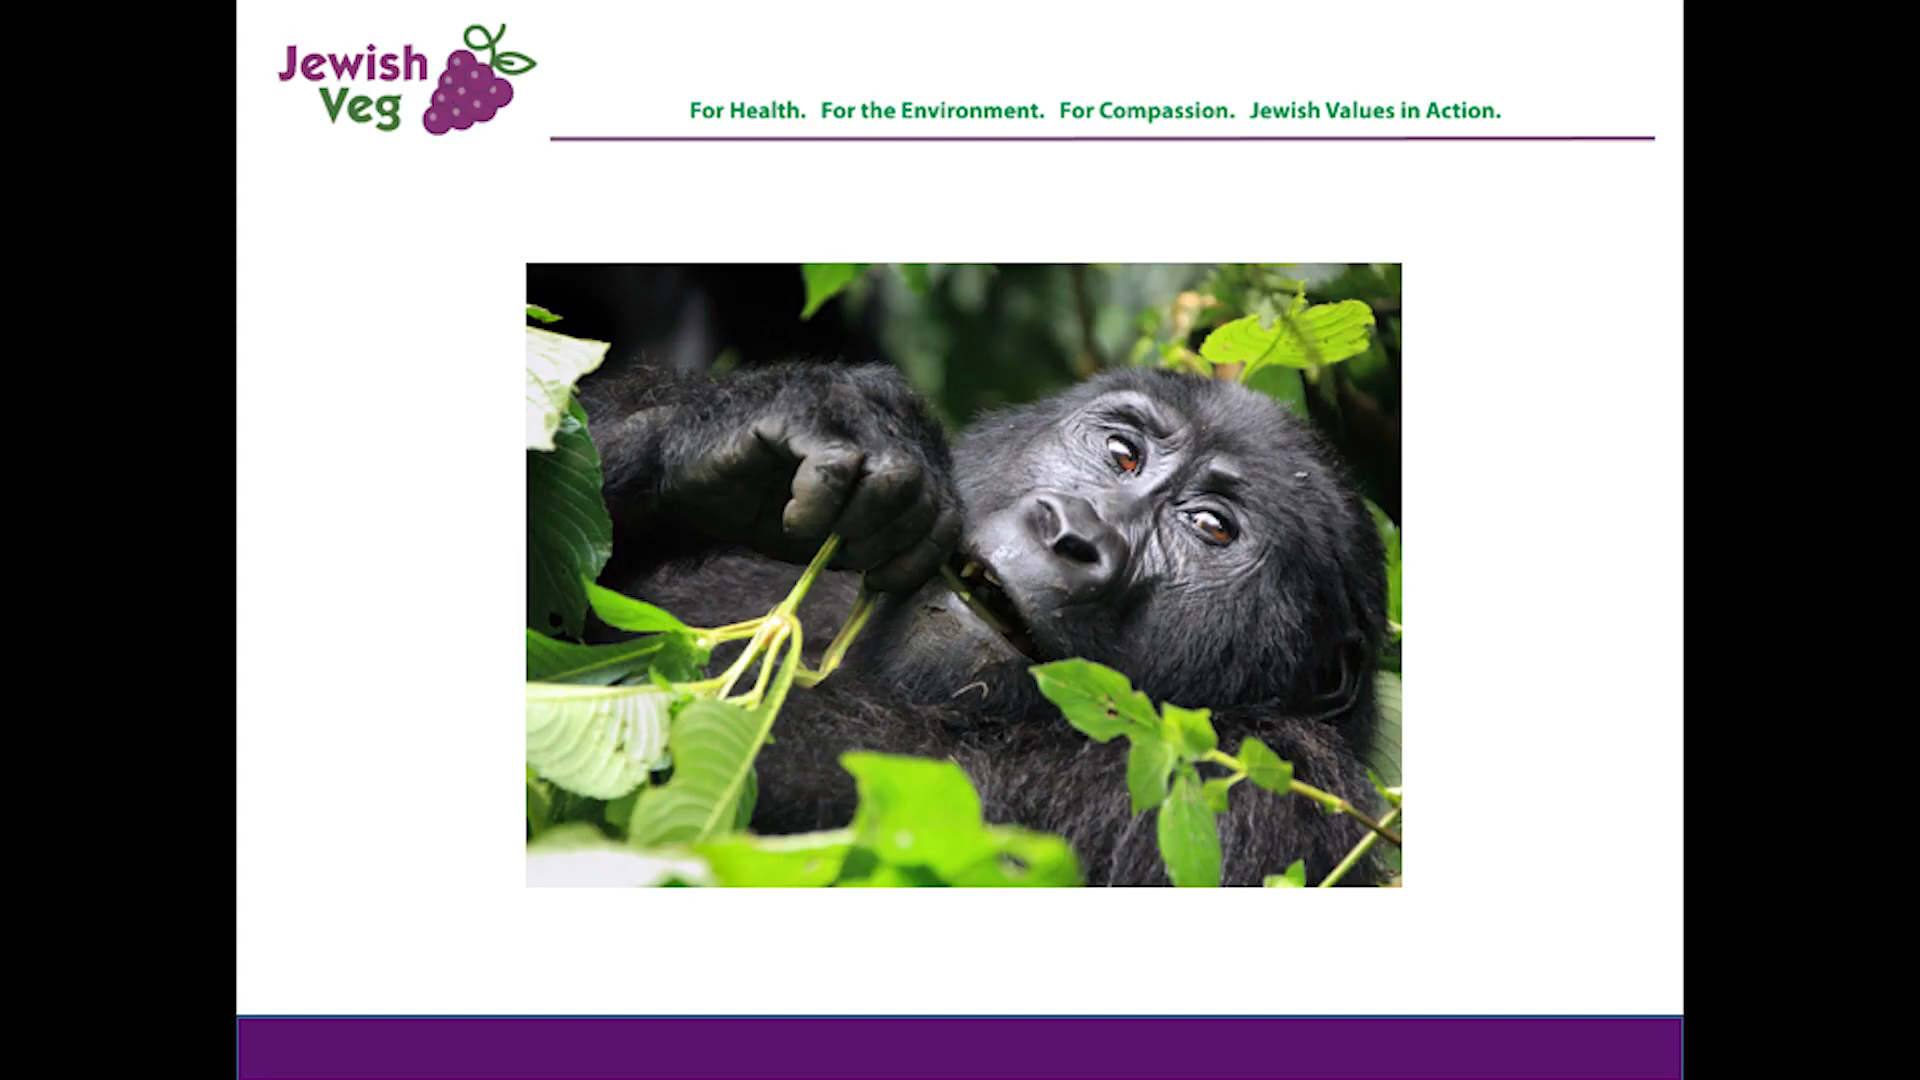 Jewish
Veg
For Health. For the Environment. For Compassion. Jewish Values in Action.